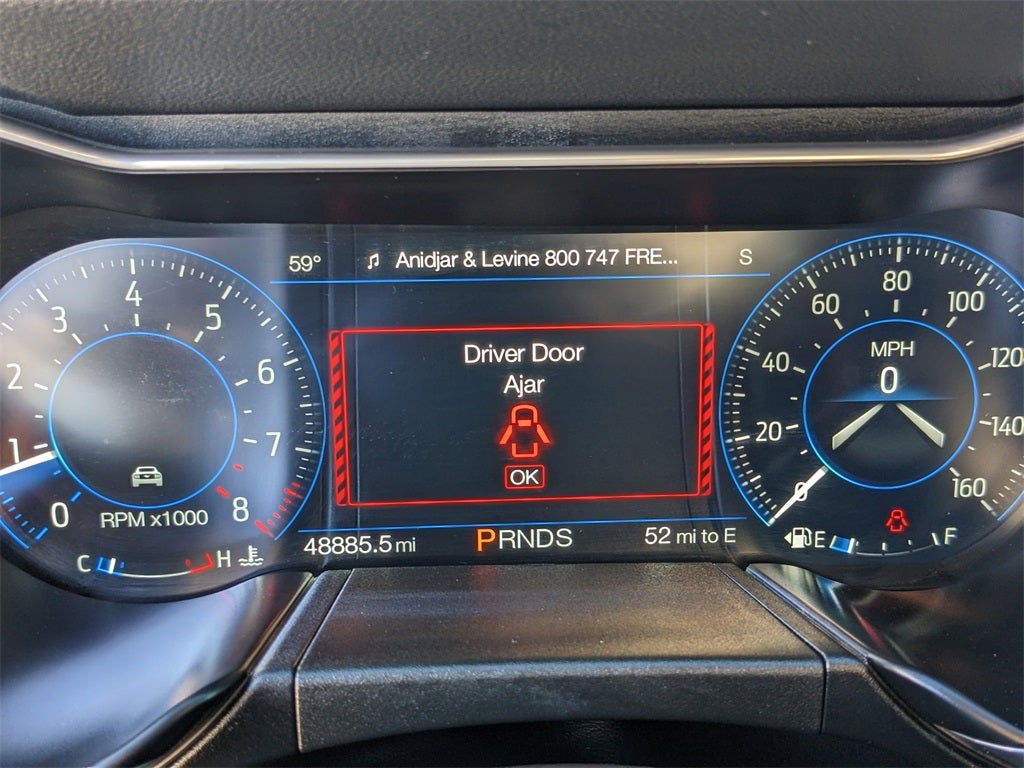 59° ♫ Anidjar & Levine 800 747 FRE... S
Driver Door
Ajar
OK
0 1 2 3 4 5 6 7 8
RPM x1000
C H
48885.5 mi PRNDS 52 mi to E
0 20 40 60 80 100 120 140 160
MPH
0
E F